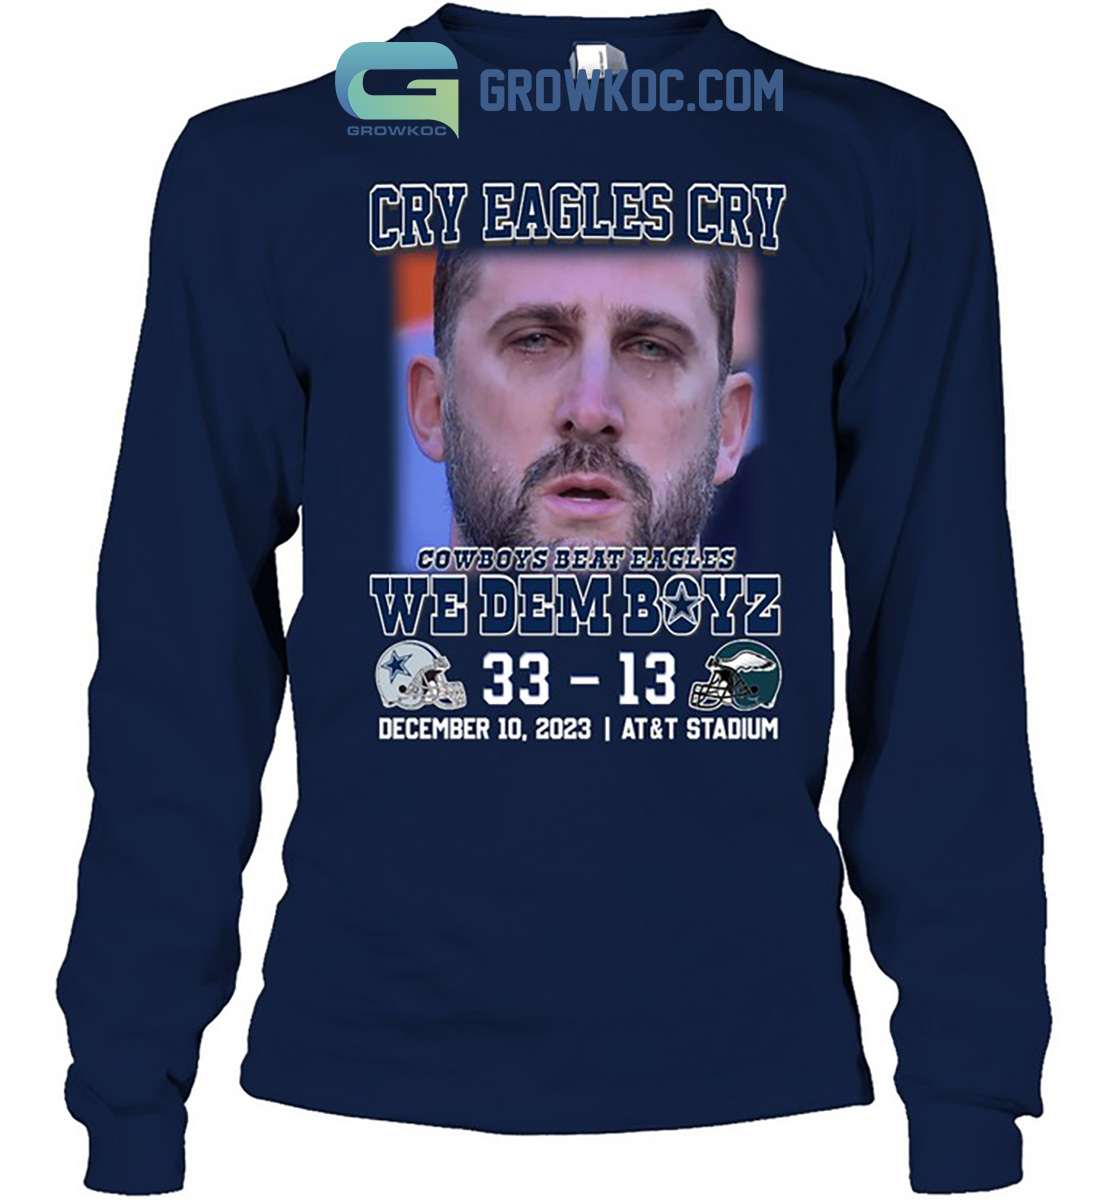 GROWKOC
GROWKOC.COM
CRY EAGLES CRY
COWBOYS BEAT EAGLES
WE DEM BOYZ
33 - 13
DECEMBER 10, 2023 | AT&T STADIUM